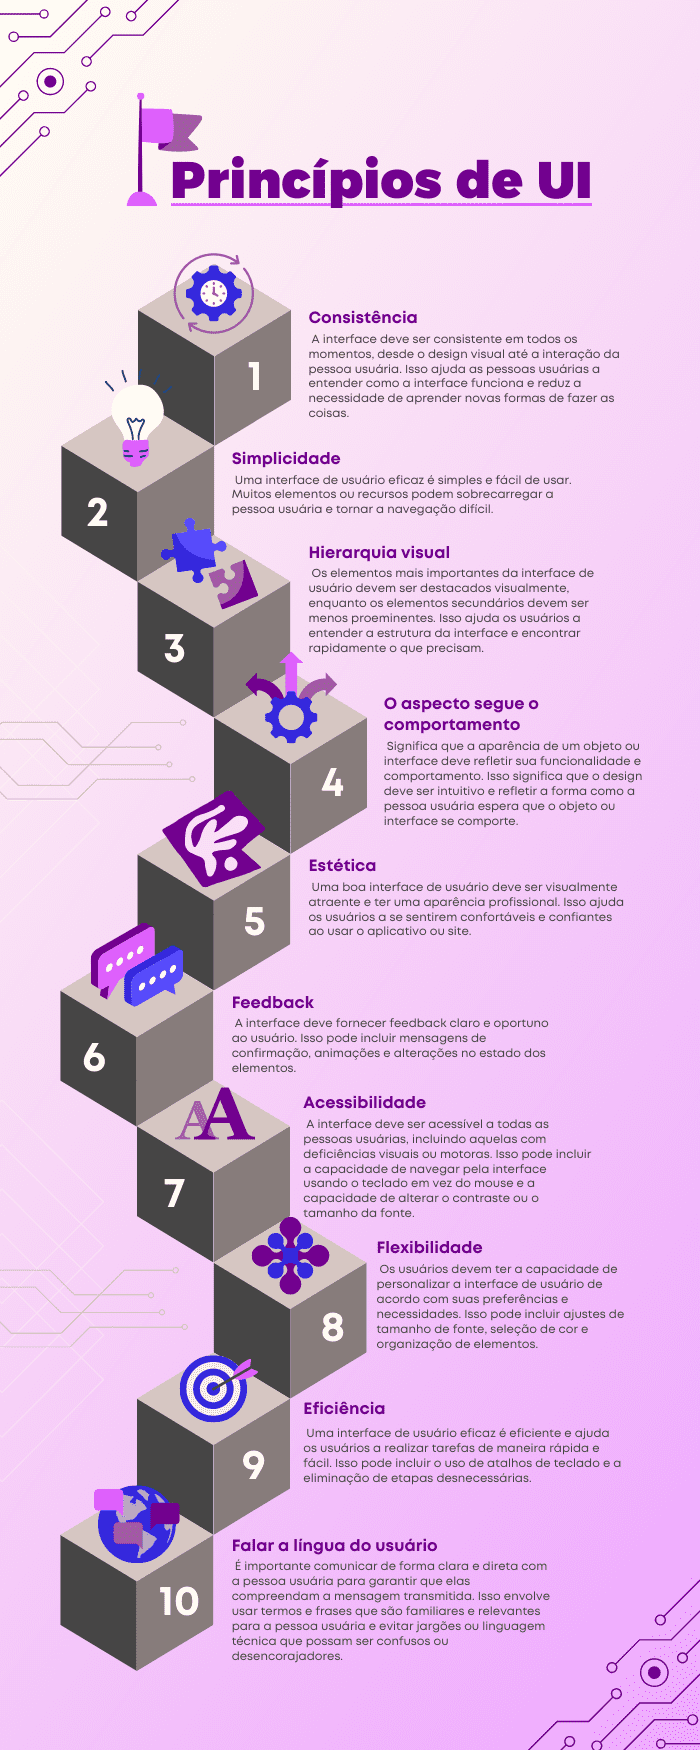 Princípios de UI
1
Consistência
A interface deve ser consistente em todos os
momentos, desde o design visual até a interação da
pessoa usuária. Isso ajuda as pessoas usuárias a
entender como a interface funciona e reduz a
necessidade de aprender novas formas de fazer as
coisas.
2
Simplicidade
Uma interface de usuário eficaz é simples e fácil de usar.
Muitos elementos ou recursos podem sobrecarregar a
pessoa usuária e tornar a navegação difícil.
3
Hierarquia visual
Os elementos mais importantes da interface de
usuário devem ser destacados visualmente,
enquanto os elementos secundários devem ser
menos proeminentes. Isso ajuda os usuários a
entender a estrutura da interface e encontrar
rapidamente o que precisam.
4
O aspecto segue o
comportamento
Significa que a aparência de um objeto ou
interface deve refletir sua funcionalidade e
comportamento. Isso significa que o design
deve ser intuitivo e refletir a forma como a
pessoa usuária espera que o objeto ou
interface se comporte.
5
Estética
Uma boa interface de usuário deve ser visualmente
atraente e ter uma aparência profissional. Isso ajuda
os usuários a se sentirem confortáveis e confiantes
ao usar o aplicativo ou site.
6
Feedback
A interface deve fornecer feedback claro e oportuno
ao usuário. Isso pode incluir mensagens de
confirmação, animações e alterações no estado dos
elementos.
7
AA
Acessibilidade
A interface deve ser acessível a todas as
pessoas usuárias, incluindo aquelas com
deficiências visuais ou motoras. Isso pode incluir
a capacidade de navegar pela interface
usando o teclado em vez do mouse e a
capacidade de alterar o contraste ou o
tamanho da fonte.
8
Flexibilidade
Os usuários devem ter a capacidade de
personalizar a interface de usuário de
acordo com suas preferências e
necessidades. Isso pode incluir ajustes de
tamanho de fonte, seleção de cor e
organização de elementos.
9
Eficiência
Uma interface de usuário eficaz é eficiente e ajuda
os usuários a realizar tarefas de maneira rápida e
fácil. Isso pode incluir o uso de atalhos de teclado e a
eliminação de etapas desnecessárias.
10
Falar a língua do usuário
É importante comunicar de forma clara e direta com
a pessoa usuária para garantir que elas
compreendam a mensagem transmitida. Isso envolve
usar termos e frases que são familiares e relevantes
para a pessoa usuária e evitar jargões ou linguagem
técnica que possam ser confusos ou
desencorajadores.